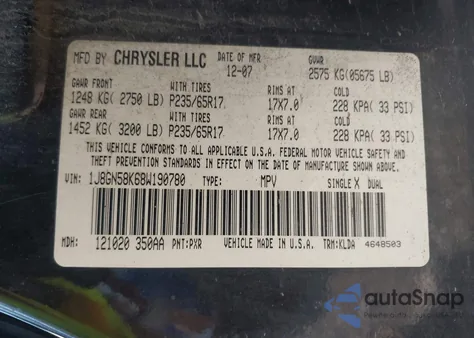 MFD BY CHRYSLER LLC DATE OF MFR GVWR
12-07 2575 KG(05675 LB)
GAWR FRONT WITH TIRES RIMS AT COLD
1248 KG( 2750 LB) P235/65R17 17X7.0 228 KPA( 33 PSI)
GAWR REAR WITH TIRES RIMS AT COLD
1452 KG( 3200 LB) P235/65R17 17X7.0 228 KPA( 33 PSI)
THIS VEHICLE CONFORMS TO ALL APPLICABLE U.S.A. FEDERAL MOTOR VEHICLE SAFETY AND
THEFT PREVENTION STANDARDS IN EFFECT ON THE DATE OF MANUFACTURE SHOWN ABOVE.
VIN: 1J8GN58K68W190780 TYPE: MPV SINGLE X DUAL
MDH: 121020 350AA PNT:PXR VEHICLE MADE IN U.S.A. TRM:KLDA 4648503
autoSnap